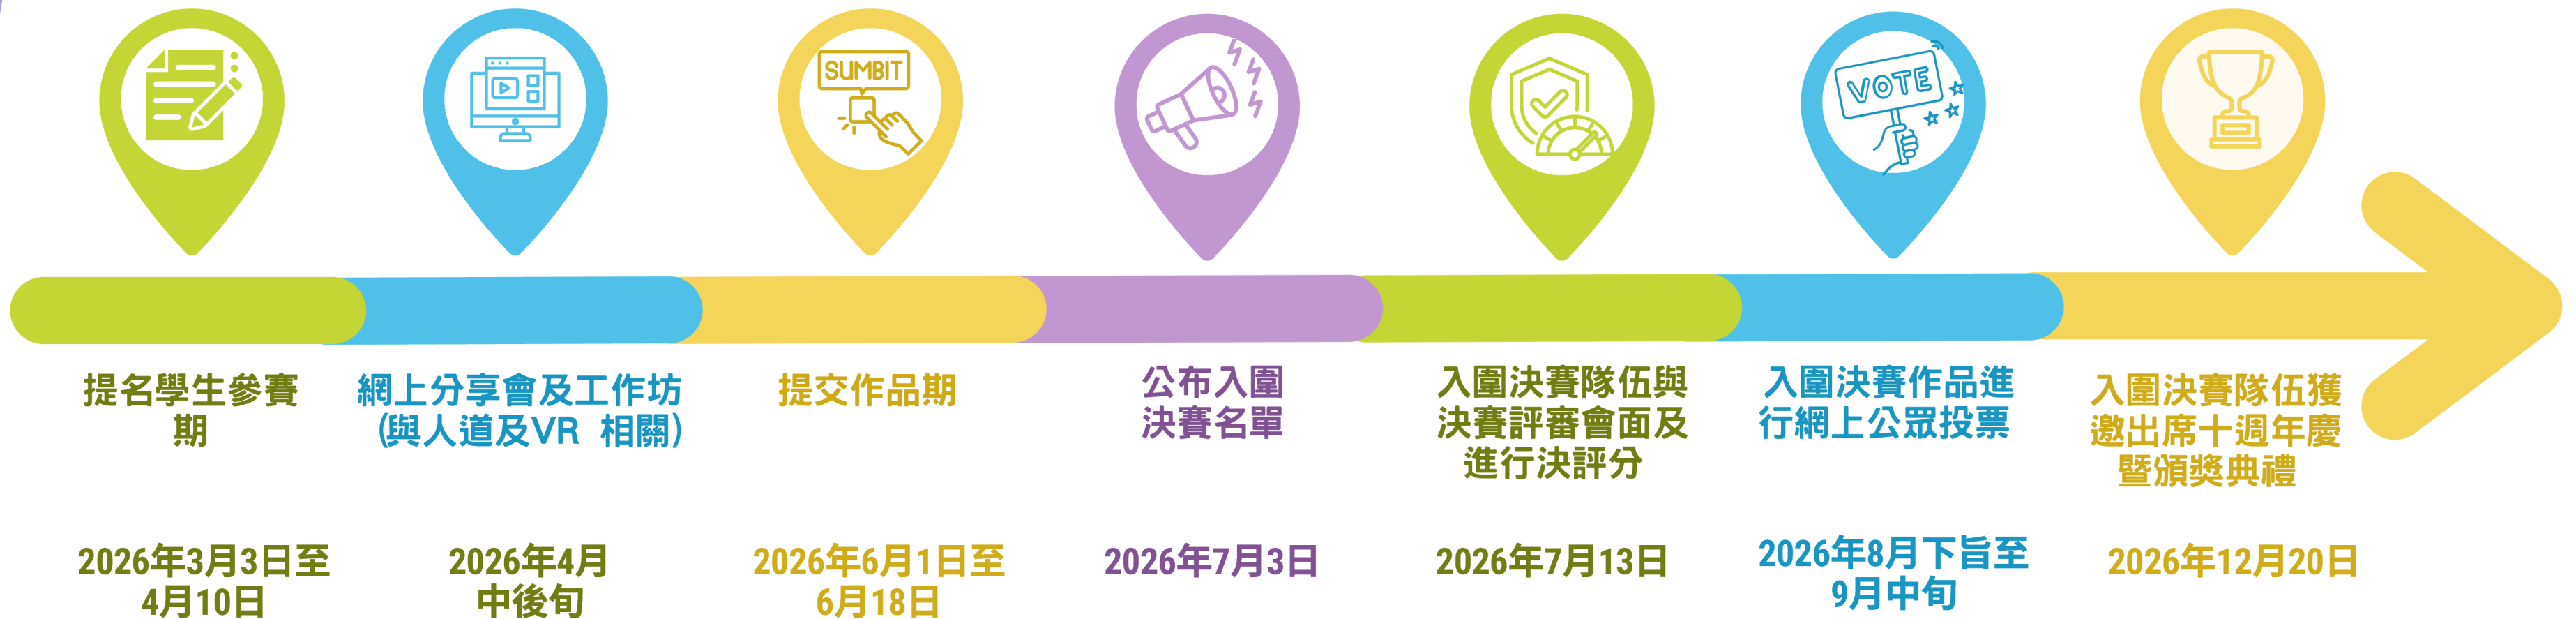 SUMBIT
VOTE
提名學生參賽
期
網上分享會及工作坊
(與人道及VR 相關)
提交作品期
公布入圍
決賽名單
入圍決賽隊伍與
決賽評審會面及
進行決評分
入圍決賽作品進
行網上公眾投票
入圍決賽隊伍獲
邀出席十週年慶
暨頒獎典禮
2026年3月3日至
4月10日
2026年4月
中後旬
2026年6月1日至
6月18日
2026年7月3日
2026年7月13日
2026年8月下旨至
9月中旬
2026年12月20日